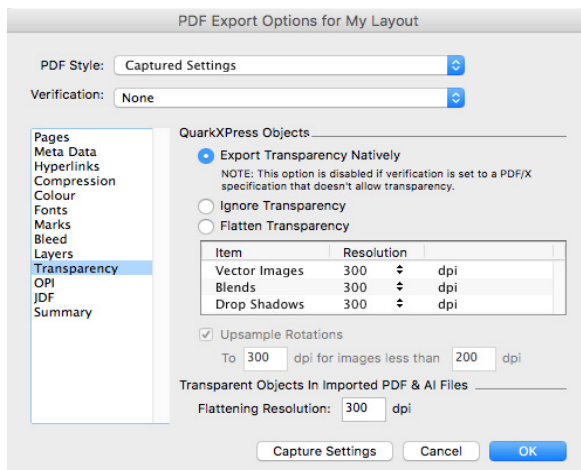 PDF Export Options for My Layout
PDF Style: Captured Settings
Verification: None
Pages
Meta Data
Hyperlinks
Compression
Colour
Fonts
Marks
Bleed
Layers
Transparency
OPI
JDF
Summary
QuarkXPress Objects
Export Transparency Natively
NOTE: This option is disabled if verification is set to a PDF/X
specification that doesn't allow transparency.
Ignore Transparency
Flatten Transparency
Item Resolution
Vector Images 300 dpi
Blends 300 dpi
Drop Shadows 300 dpi
Upsample Rotations
To 300 dpi for images less than 200 dpi
Transparent Objects In Imported PDF & AI Files
Flattening Resolution: 300 dpi
Capture Settings Cancel OK